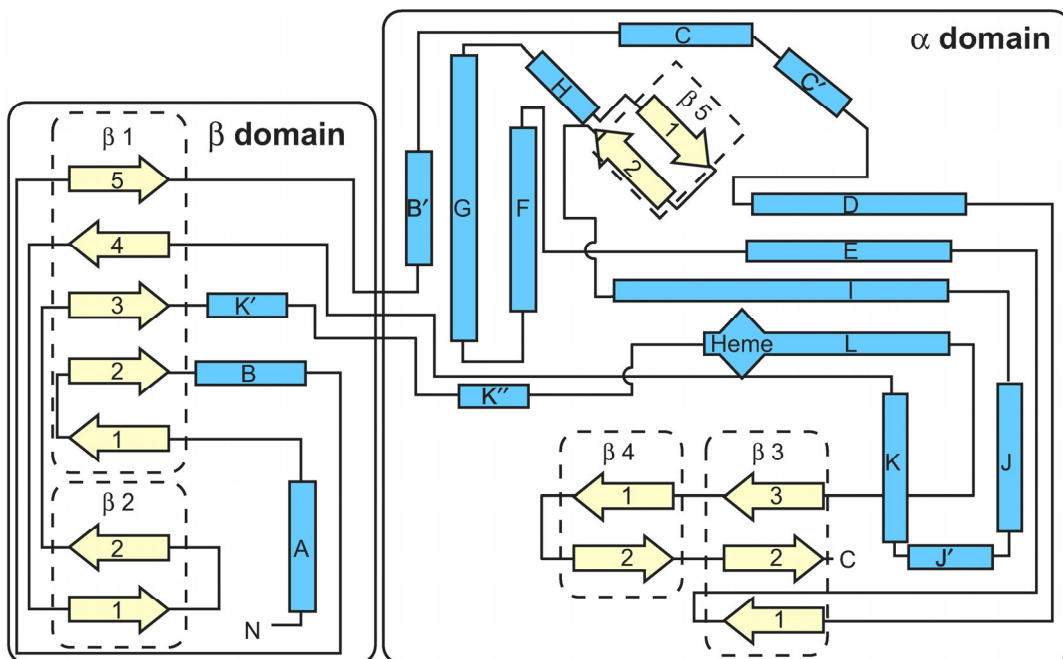 β domain
β 1
5
4
3
K′
2
B
1
β 2
2
1
A
N
α domain
C
C′
H
β 5
1
2
B′
G
F
D
E
I
Heme
L
K″
K
J
J′
β 4
1
2
β 3
3
2
C
1